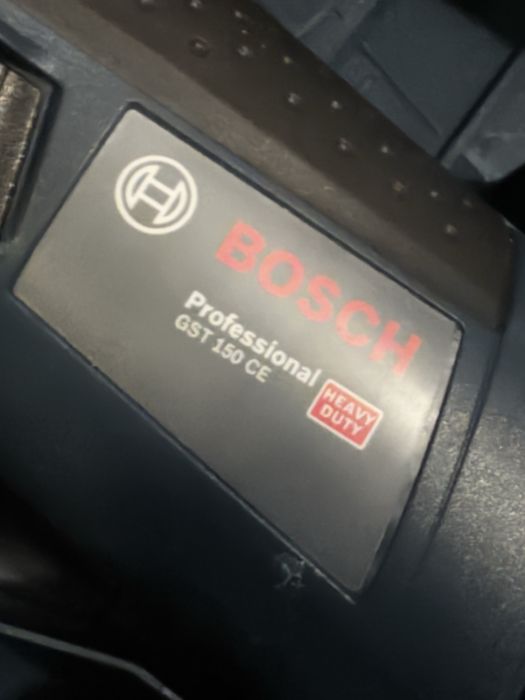 BOSCH
Professional
GST 150 CE
HEAVY
DUTY